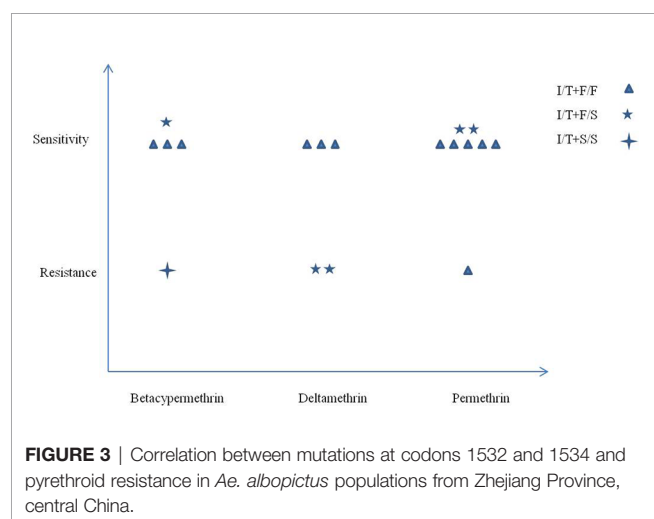 I/T+F/F
I/T+F/S
I/T+S/S
Sensitivity
Resistance
Betacypermethrin Deltamethrin Permethrin
FIGURE 3 | Correlation between mutations at codons 1532 and 1534 and
pyrethroid resistance in Ae. albopictus populations from Zhejiang Province,
central China.